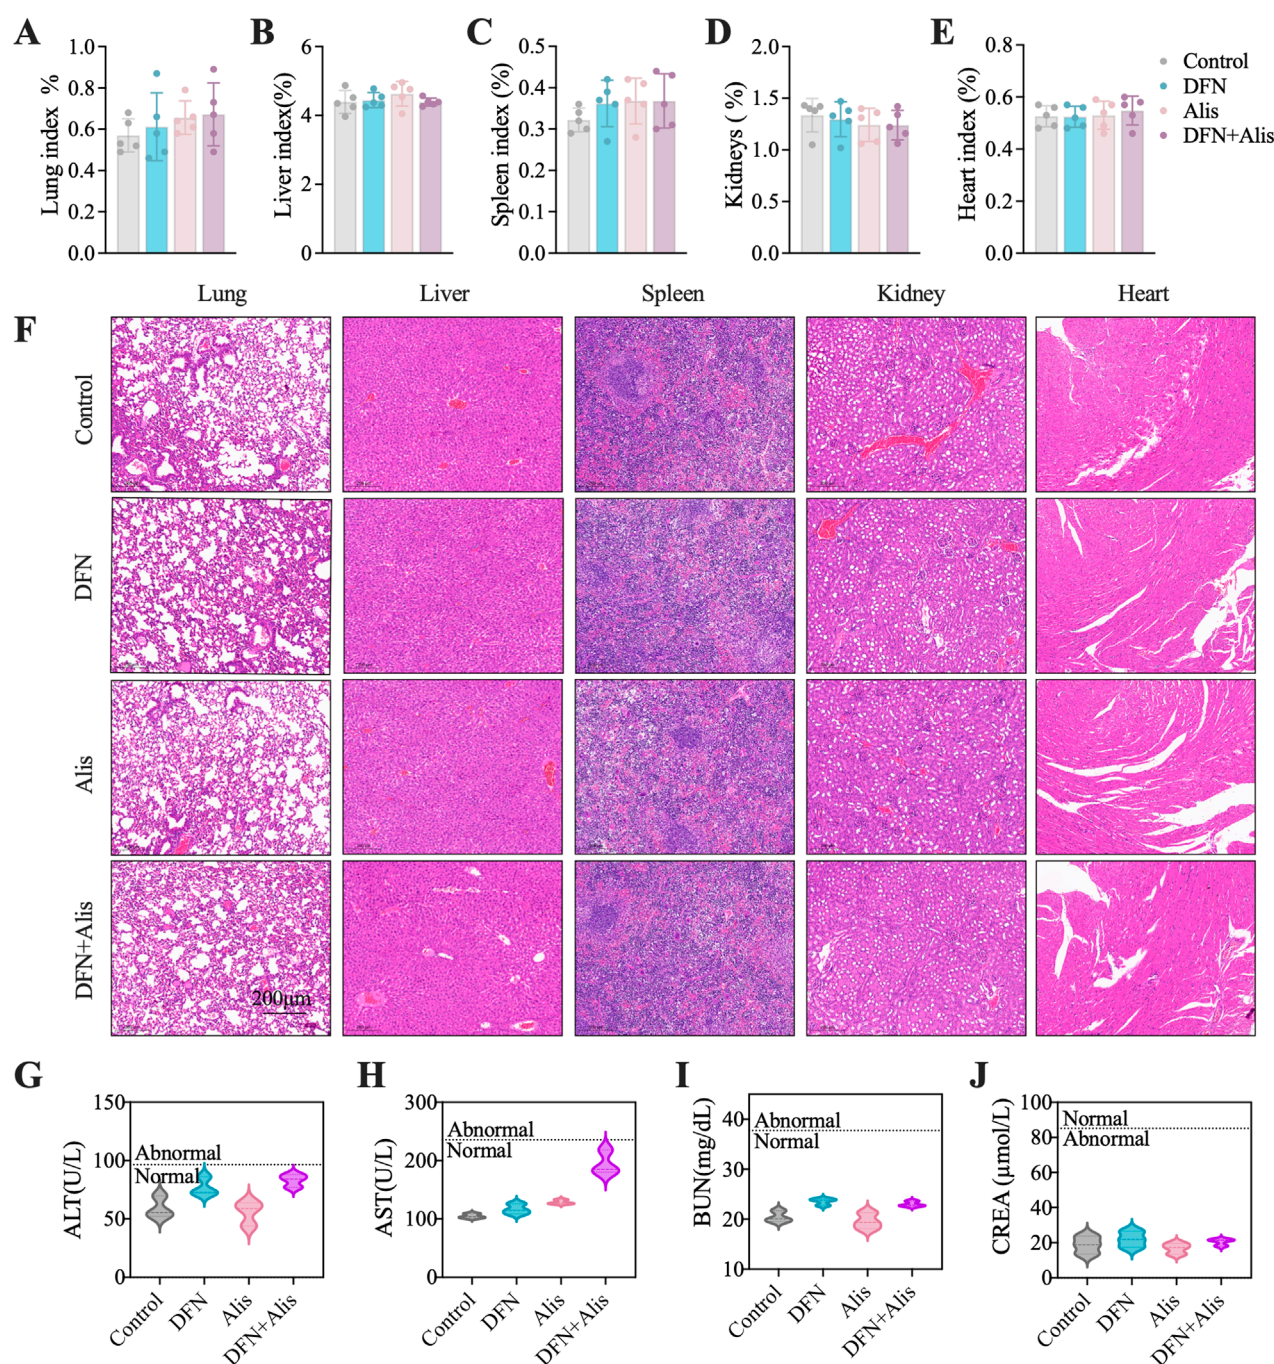 A
B
C
D
E
Lung index %
1.0
0.8
0.6
0.4
0.2
0.0
Liver index(%)
6
4
2
0
Spleen index (%)
0.5
0.4
0.3
0.2
0.1
0.0
Kidneys (%)
2.0
1.5
1.0
0.5
0.0
Heart index (%)
0.8
0.6
0.4
0.2
0.0
Control
DFN
Alis
DFN+Alis
F
Lung
Liver
Spleen
Kidney
Heart
Control
DFN
Alis
DFN+Alis
200μm
G
ALT(U/L)
150
100
50
0
Abnormal
Normal
Control
DFN
Alis
DFN+Alis
H
AST(U/L)
300
200
100
0
Abnormal
Normal
Control
DFN
Alis
DFN+Alis
I
BUN(mg/dL)
40
30
20
10
Abnormal
Normal
Control
DFN
Alis
DFN+Alis
J
CREA (μmol/L)
100
80
60
40
20
0
Normal
Abnormal
Control
DFN
Alis
DFN+Alis